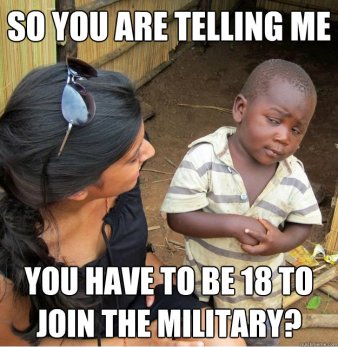 SO YOU ARE TELLING ME
YOU HAVE TO BE 18 TO
JOIN THE MILITARY?